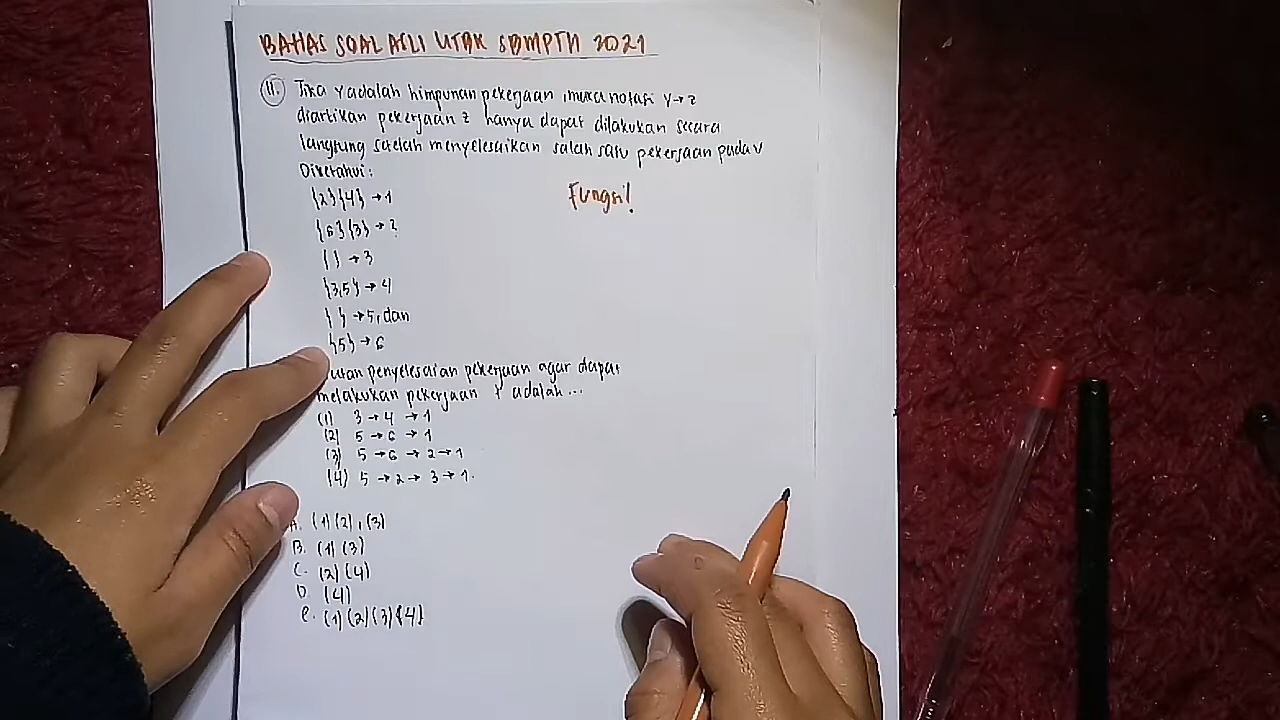 BAHAS SOAL ASLI UTBK SBMPTN 2021
11. Jika Y adalah himpunan pekerjaan , maka notasi Y → z
diartikan pekerjaan z hanya dapat dilakukan secara
langsung setelah menyelesaikan salah satu pekerjaan pada Y
Diketahui :
{2}{4} → 1
{6}{3} → 2
{ } → 3
{3,5} → 4
{ } → 5, dan
{5} → 6
Fungsi!
utan penyelesaian pekerjaan agar dapat
melakukan pekerjaan 1 adalah ...
(1) 3 → 4 → 1
(2) 5 → 6 → 1
(3) 5 → 6 → 2 → 1
(4) 5 → 2 → 3 → 1.
A. (1) (2) , (3)
B. (1) (3)
C. (2) (4)
D. (4)
E. (1) (2) (3) (4)